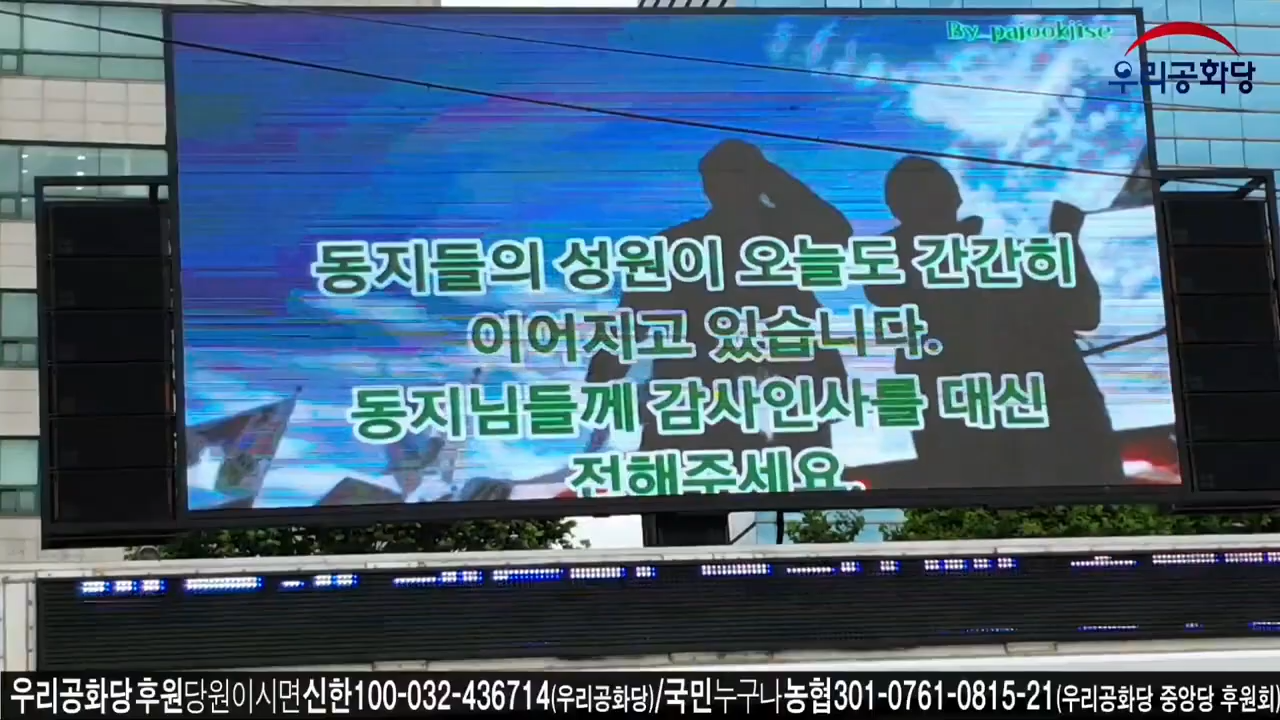 By pajookjise
우리공화당
동지들의 성원이 오늘도 간간히
이어지고 있습니다.
동지님들께 감사인사를 대신
전해주세요.
우리공화당후원당원이시면신한100-032-436714(우리공화당)/국민누구나농협301-0761-0815-21(우리공화당 중앙당 후원회)